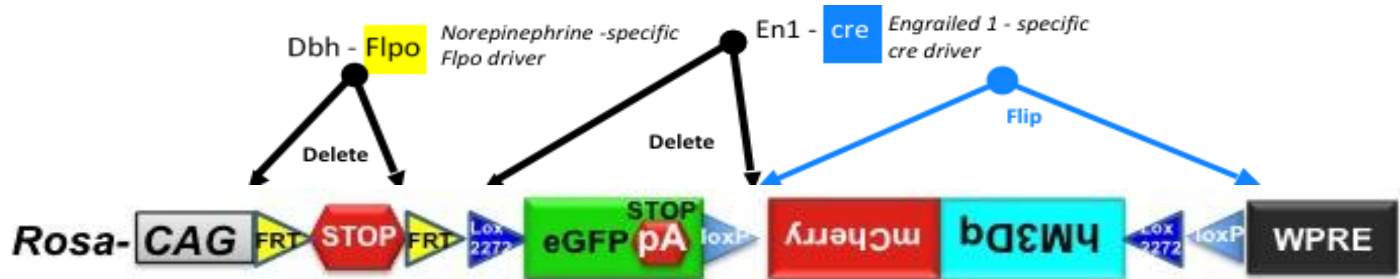 Dbh - Flpo
Norepinephrine -specific
Flpo driver
En1 - cre
Engrailed 1 - specific
cre driver
Delete
Delete
Flip
Rosa- CAG FRT STOP FRT Lox
2272
eGFP
STOP
pA
loxP
mCherry
hM3Dq
Lox
2272
loxP
WPRE